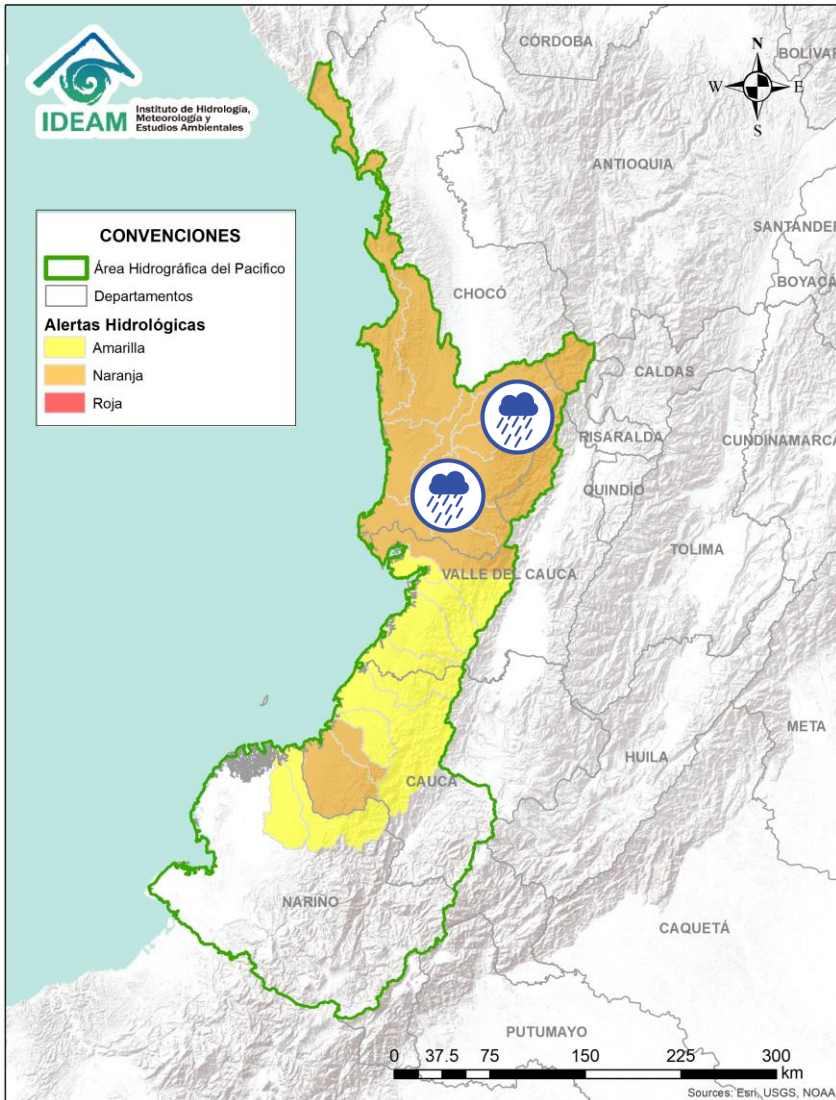 IDEAM
Instituto de Hidrología,
Meteorología y
Estudios Ambientales
N
W
E
S
CONVENCIONES
Área Hidrográfica del Pacifico
Departamentos
Alertas Hidrológicas
Amarilla
Naranja
Roja
CÓRDOBA
BOLÍVAR
ANTIOQUIA
SANTANDER
BOYACÁ
CHOCÓ
CALDAS
RISARALDA
CUNDINAMARCA
QUINDÍO
TOLIMA
VALLE DEL CAUCA
META
HUILA
CAUCA
NARIÑO
CAQUETÁ
PUTUMAYO
0 37.5 75 150 225 300
km
Sources: Esri, USGS, NOAA